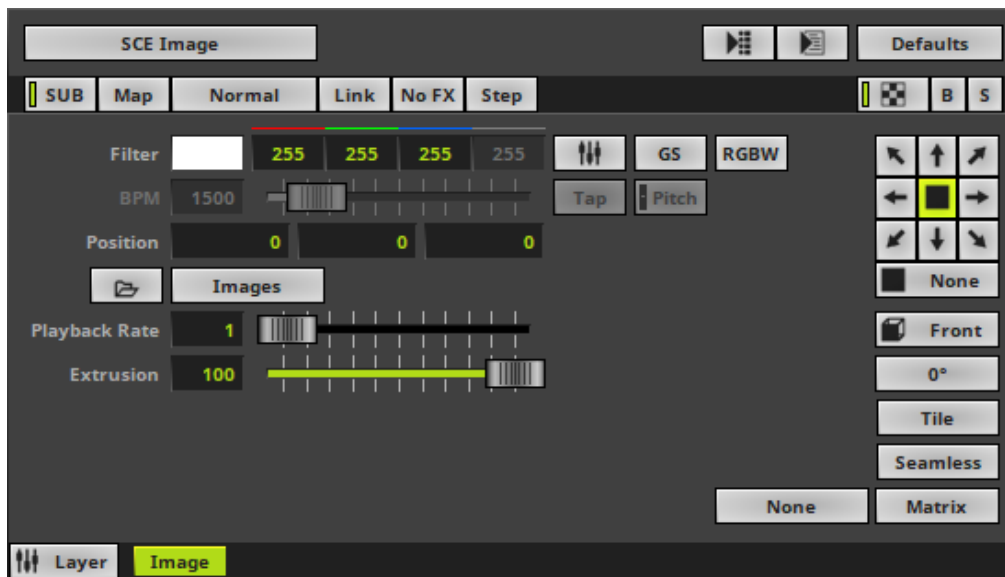 SCE Image Defaults
SUB Map Normal Link No FX Step B S
Filter 255 255 255 255 GS RGBW
BPM 1500 Tap Pitch
Position 0 0 0
Images None
Playback Rate 1 Front
Extrusion 100 0°
Tile
Seamless
None Matrix
Layer Image